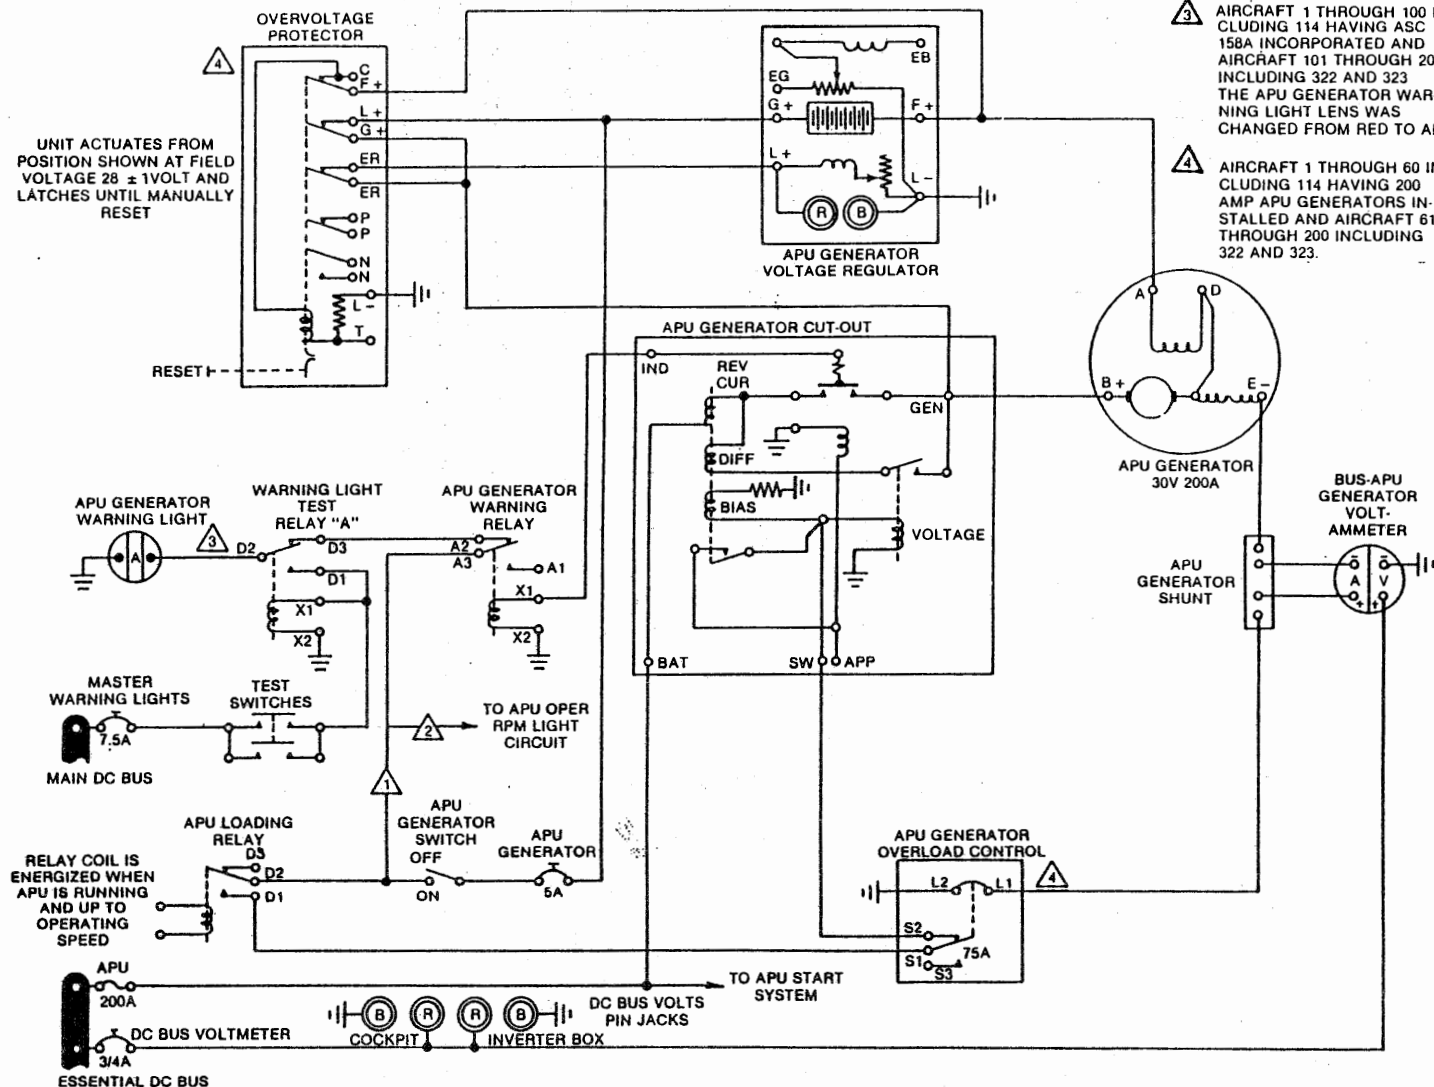 OVERVOLTAGE
PROTECTOR
4
C
F +
L +
G +
ER
ER
P
P
N
N
L -
T
RESET
UNIT ACTUATES FROM
POSITION SHOWN AT FIELD
VOLTAGE 28 ± 1VOLT AND
LATCHES UNTIL MANUALLY
RESET
EB
EG
G +
F +
L +
L -
R
B
APU GENERATOR
VOLTAGE REGULATOR
3
AIRCRAFT 1 THROUGH 100
CLUDING 114 HAVING ASC
158A INCORPORATED AND
AIRCRAFT 101 THROUGH 20
INCLUDING 322 AND 323
THE APU GENERATOR WAR
NING LIGHT LENS WAS
CHANGED FROM RED TO A
4
AIRCRAFT 1 THROUGH 60 IN
CLUDING 114 HAVING 200
AMP APU GENERATORS IN-
STALLED AND AIRCRAFT 61
THROUGH 200 INCLUDING
322 AND 323.
A
D
B +
E -
APU GENERATOR
30V 200A
APU GENERATOR CUT-OUT
IND
REV
CUR
GEN
DIFF
BIAS
VOLTAGE
BAT
SW
APP
APU GENERATOR
WARNING LIGHT
A
3
WARNING LIGHT
TEST
RELAY "A"
D2
D3
D1
X1
X2
APU GENERATOR
WARNING
RELAY
A2
A3
A1
X1
X2
BUS-APU
GENERATOR
VOLT-
AMMETER
- -
A V
+ +
APU
GENERATOR
SHUNT
MASTER
WARNING LIGHTS
7.5A
MAIN DC BUS
TEST
SWITCHES
2
TO APU OPER
RPM LIGHT
CIRCUIT
1
APU LOADING
RELAY
D3
D2
D1
RELAY COIL IS
ENERGIZED WHEN
APU IS RUNNING
AND UP TO
OPERATING
SPEED
APU
GENERATOR
SWITCH
OFF
ON
APU
GENERATOR
5A
APU GENERATOR
OVERLOAD CONTROL
4
L2
L1
S2
S1
S3
75A
APU
200A
TO APU START
SYSTEM
DC BUS VOLTS
PIN JACKS
DC BUS VOLTMETER
3/4A
B
R
R
B
COCKPIT
INVERTER BOX
ESSENTIAL DC BUS